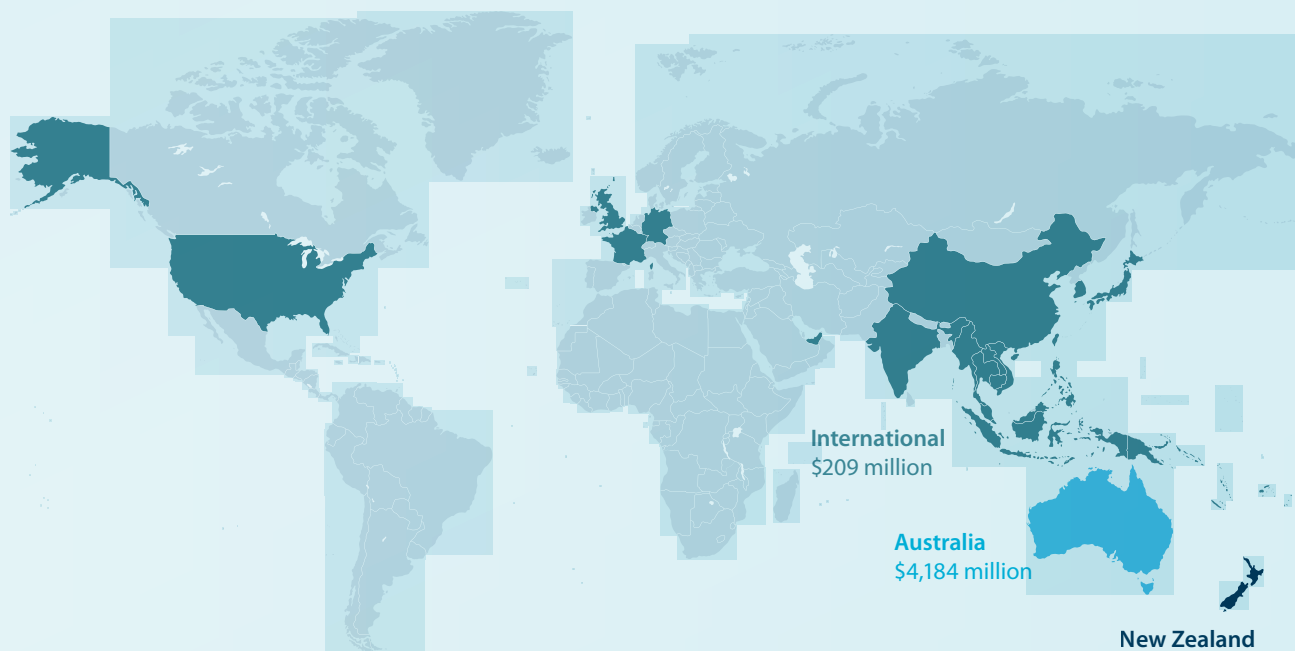 International
$209 million
Australia
$4,184 million
New Zealand